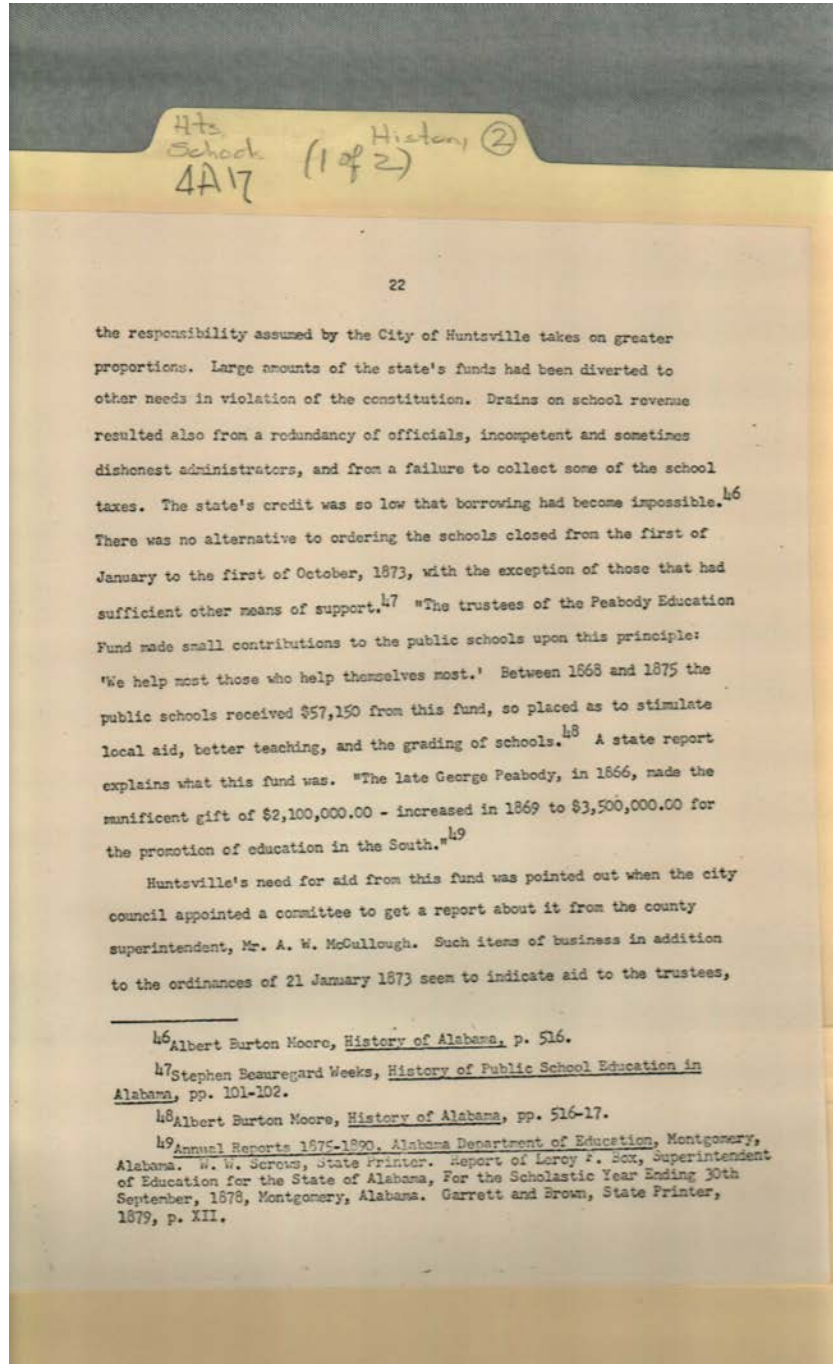 Hts. History ②
School (1 of 2)
4A17
22
the responsibility assumed by the City of Huntsville takes on greater
proportions. Large amounts of the state's funds had been diverted to
other needs in violation of the constitution. Drains on school revenue
resulted also from a redundancy of officials, incompetent and sometimes
dishonest administrators, and from a failure to collect some of the school
taxes. The state's credit was so low that borrowing had become impossible.46
There was no alternative to ordering the schools closed from the first of
January to the first of October, 1873, with the exception of those that had
sufficient other means of support.47 "The trustees of the Peabody Education
Fund made small contributions to the public schools upon this principle:
'We help most those who help themselves most.' Between 1868 and 1875 the
public schools received $57,150 from this fund, so placed as to stimulate
local aid, better teaching, and the grading of schools.48 A state report
explains what this fund was. "The late George Peabody, in 1866, made the
munificent gift of $2,100,000.00 - increased in 1869 to $3,500,000.00 for
the promotion of education in the South."49
Huntsville's need for aid from this fund was pointed out when the city
council appointed a committee to get a report about it from the county
superintendent, Mr. A. W. McCullough. Such items of business in addition
to the ordinances of 21 January 1873 seem to indicate aid to the trustees,
46Albert Burton Moore, History of Alabama, p. 516.
47Stephen Beauregard Weeks, History of Public School Education in
Alabama, pp. 101-102.
48Albert Burton Moore, History of Alabama, pp. 516-17.
49Annual Reports 1875-1890, Alabama Department of Education, Montgomery,
Alabama. W. W. Screws, State Printer. Report of Leroy F. Box, Superintendent
of Education for the State of Alabama, For the Scholastic Year Ending 30th
September, 1878, Montgomery, Alabama. Garrett and Brown, State Printer,
1879, p. XII.